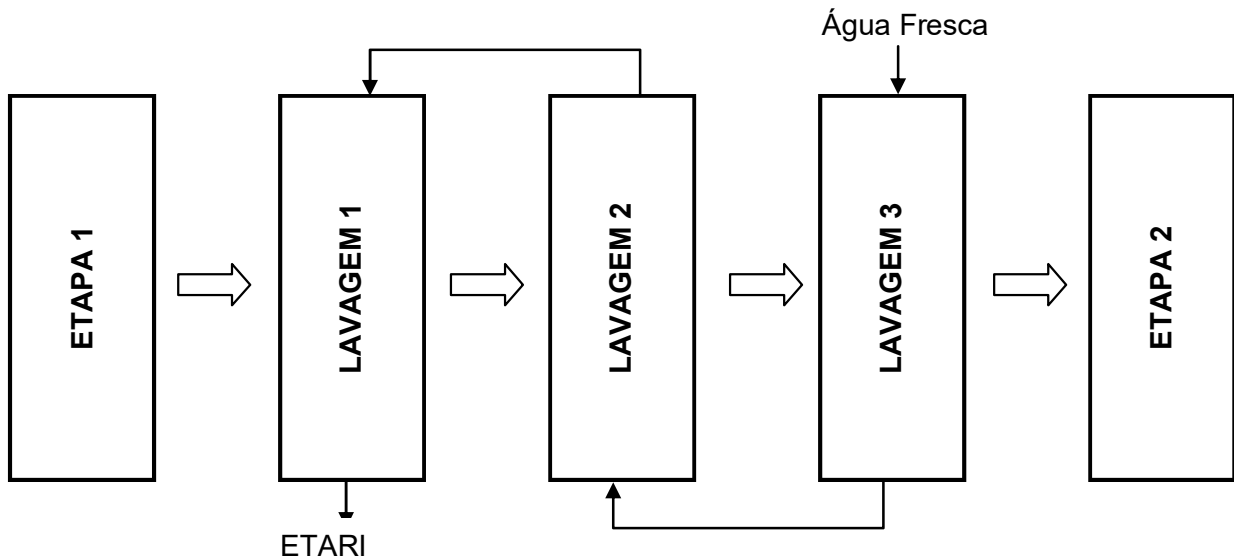 Água Fresca
ETAPA 1
LAVAGEM 1
LAVAGEM 2
LAVAGEM 3
ETAPA 2
ETARI